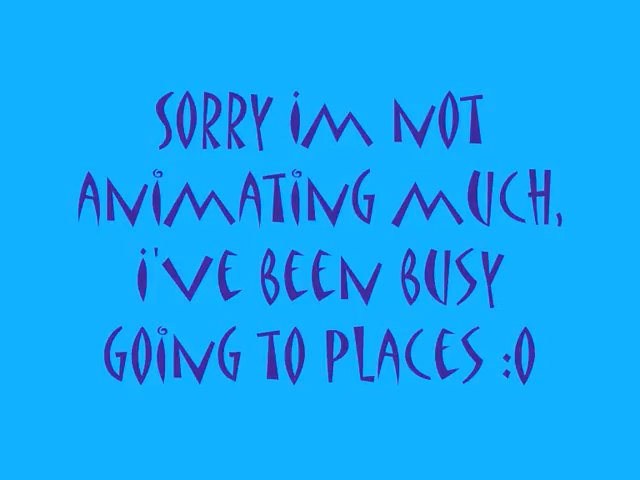 SORRY iM NOT
ANiMATiNG MUCH,
i'VE BEEN BUSY
GOiNG TO PLACES :O